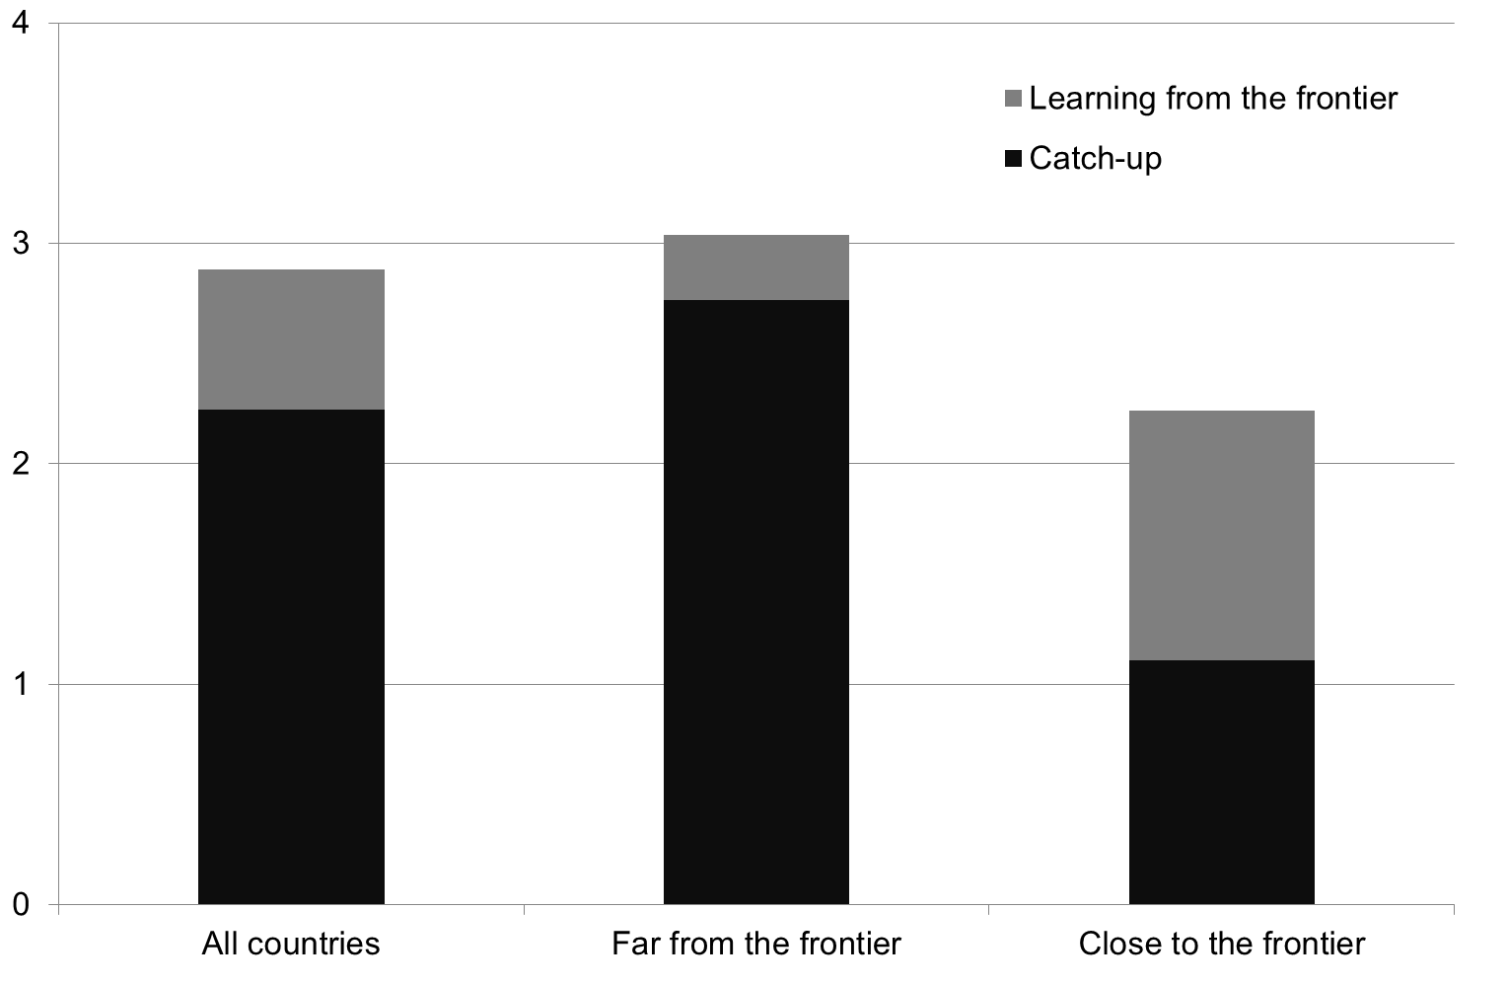 4
Learning from the frontier
Catch-up
3
2
1
0
All countries
Far from the frontier
Close to the frontier